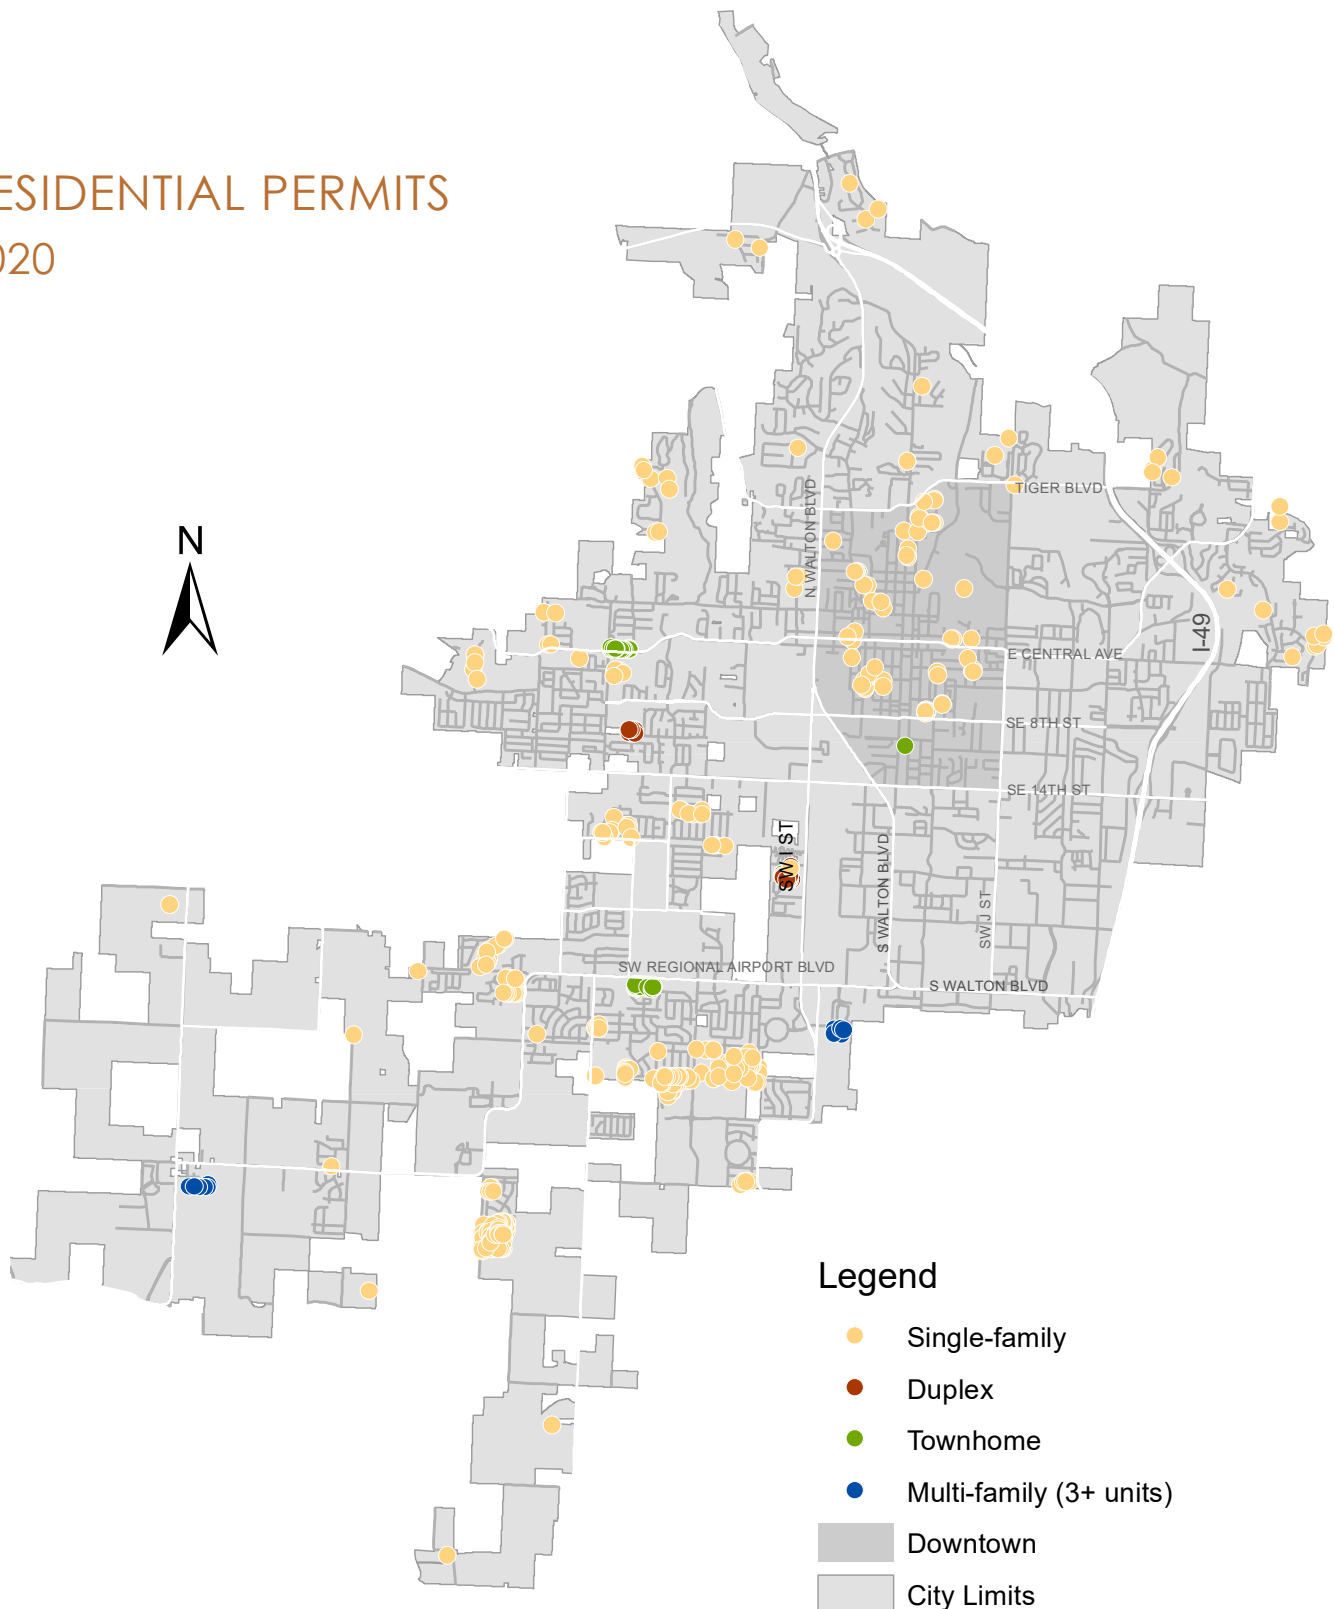 ESIDENTIAL PERMITS
020
N
N WALTON BLVD
TIGER BLVD
I-49
E CENTRAL AVE
SE 8TH ST
SE 14TH ST
SW I ST
S WALTON BLVD
SW J ST
SW REGIONAL AIRPORT BLVD
S WALTON BLVD
Legend
Single-family
Duplex
Townhome
Multi-family (3+ units)
Downtown
City Limits